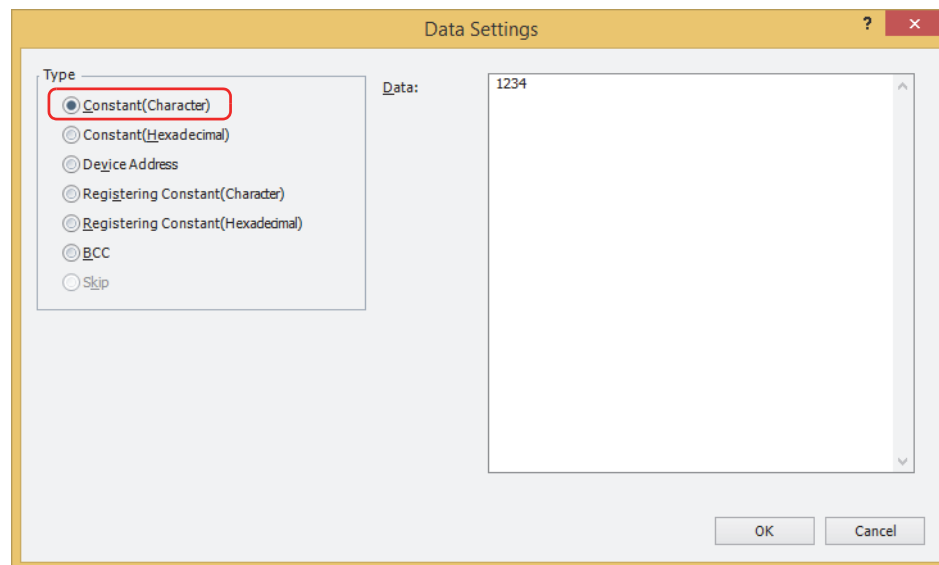 Data Settings
?
×
Type
Constant(Character)
Constant(Hexadecimal)
Device Address
Registering Constant(Character)
Registering Constant(Hexadecimal)
BCC
Skip
Data:
1234
OK
Cancel